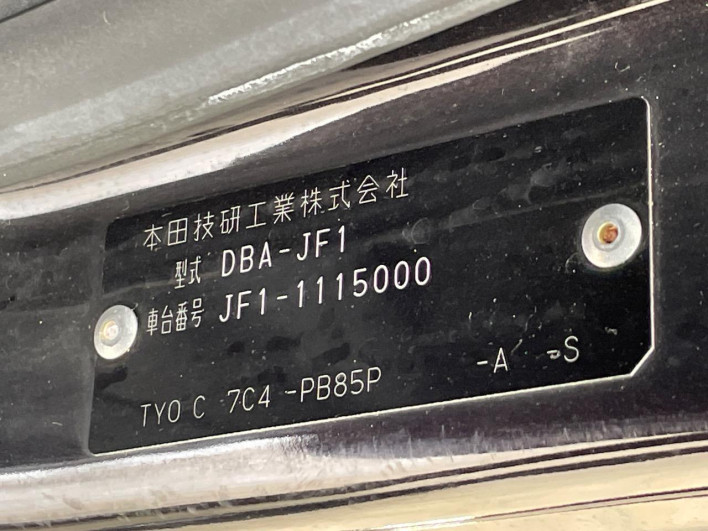 本田技研工業株式会社
型式 DBA-JF1
車台番号 JF1-1115000
TYO C 7C4 -PB85P -A -S